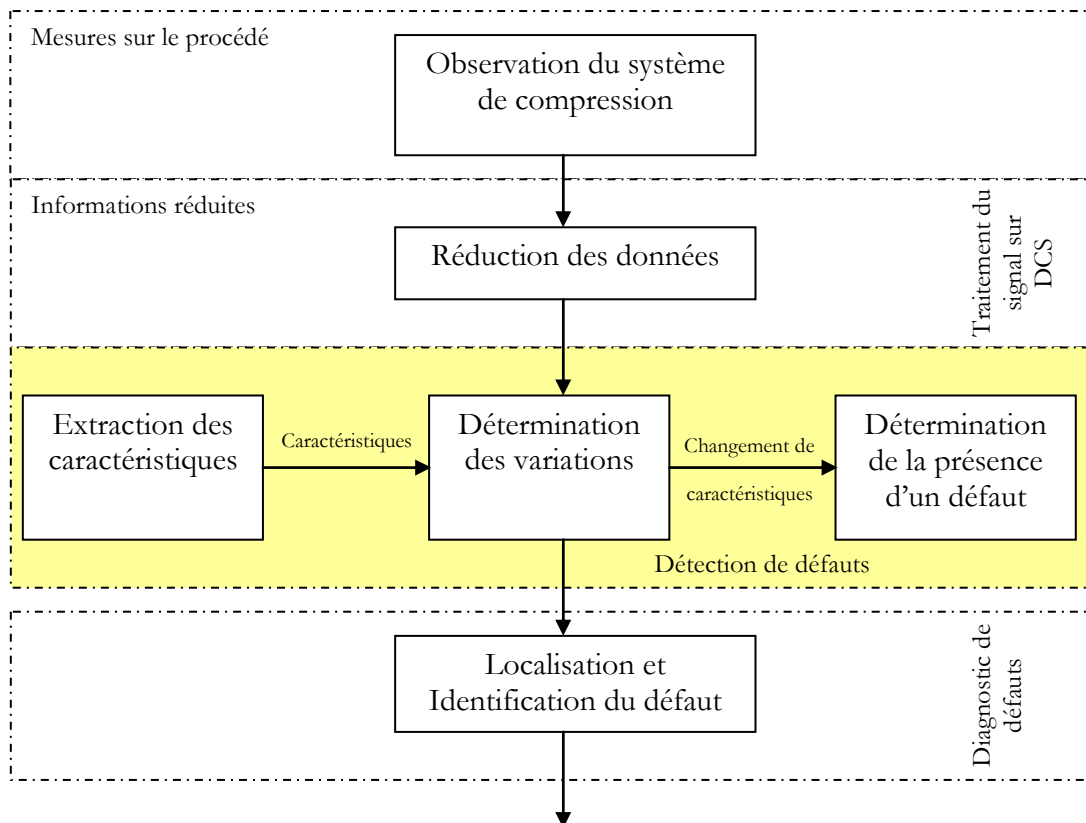 Mesures sur le procédé
Observation du système
de compression
Informations réduites
Réduction des données
Traitement du
signal sur
DCS
Extraction des
caractéristiques
Caractéristiques
Détermination
des variations
Changement de
caractéristiques
Détermination
de la présence
d’un défaut
Détection de défauts
Localisation et
Identification du défaut
Diagnostic de
défauts